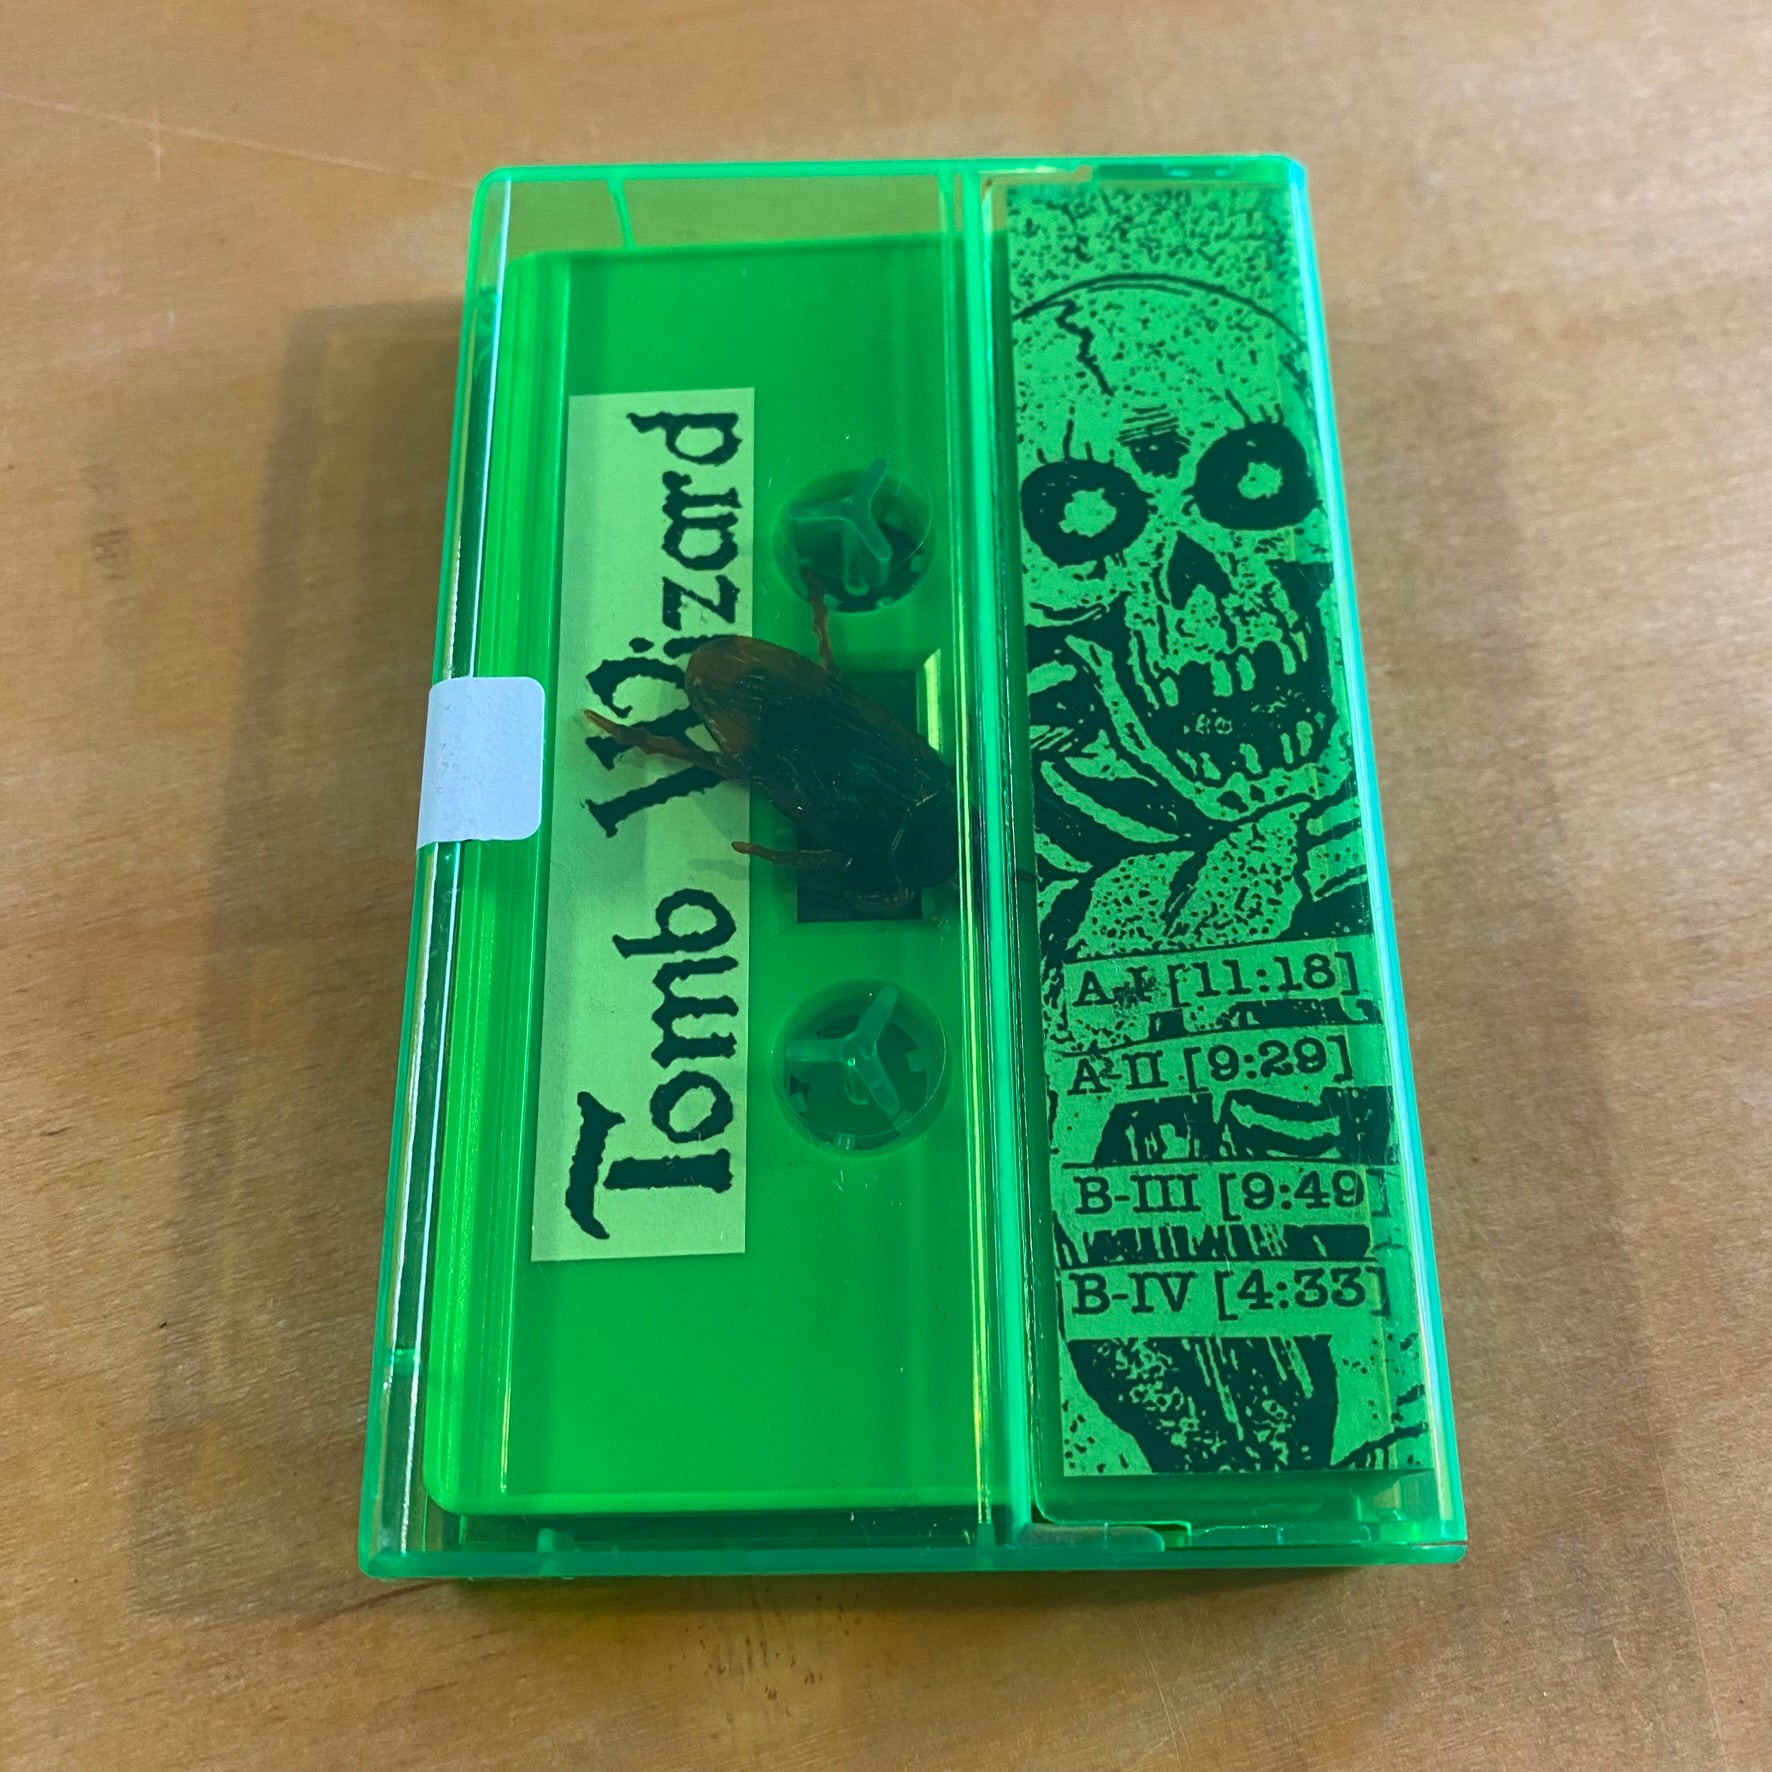 Tomb Wizard
A-I [11:18]
A-II [9:29]
B-III [9:49]
B-IV [4:33]